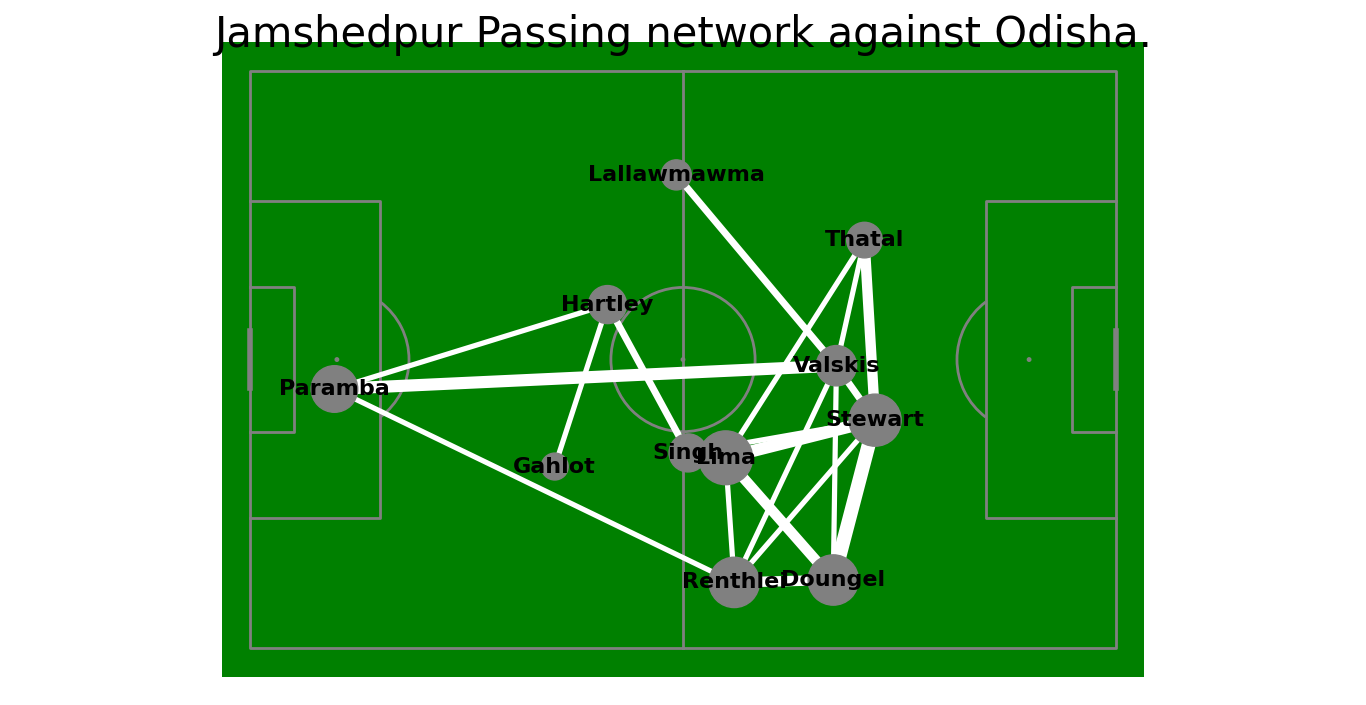 Jamshedpur Passing network against Odisha.
Lallawmawma
Thatal
Hartley
Valskis
Paramba
Stewart
Singh
Lima
Gahlot
Renthlei
Doungel